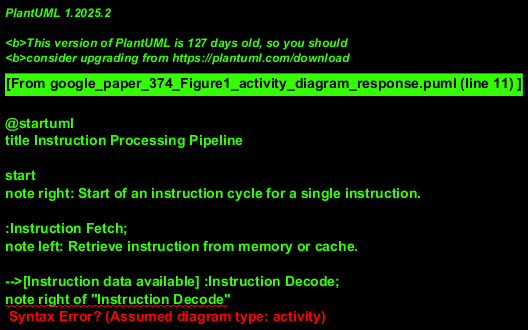 PlantUML 1.2025.2
<b>This version of PlantUML is 127 days old, so you should
<b>consider upgrading from https://plantuml.com/download
[From google_paper_374_Figure1_activity_diagram_response.puml (line 11) ]
@startuml
title Instruction Processing Pipeline
start
note right: Start of an instruction cycle for a single instruction.
:Instruction Fetch;
note left: Retrieve instruction from memory or cache.
-->[Instruction data available] :Instruction Decode;
note right of "Instruction Decode"
Syntax Error? (Assumed diagram type: activity)